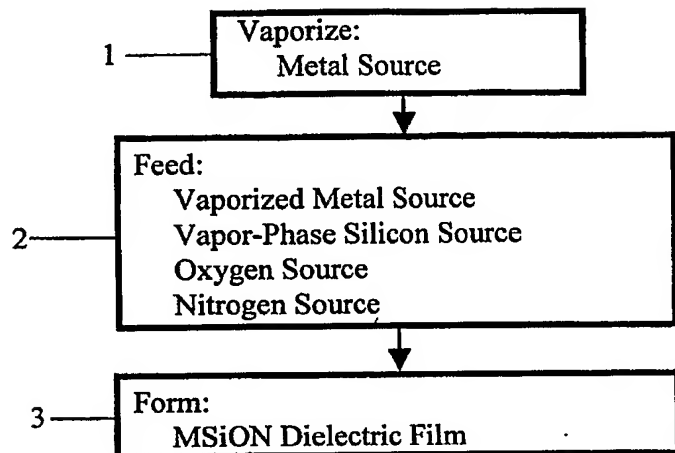 Vaporize:
1
Metal Source
Feed:
Vaporized Metal Source
2
Vapor-Phase Silicon Source
Oxygen Source
Nitrogen Source
Form:
3
MSiON Dielectric Film